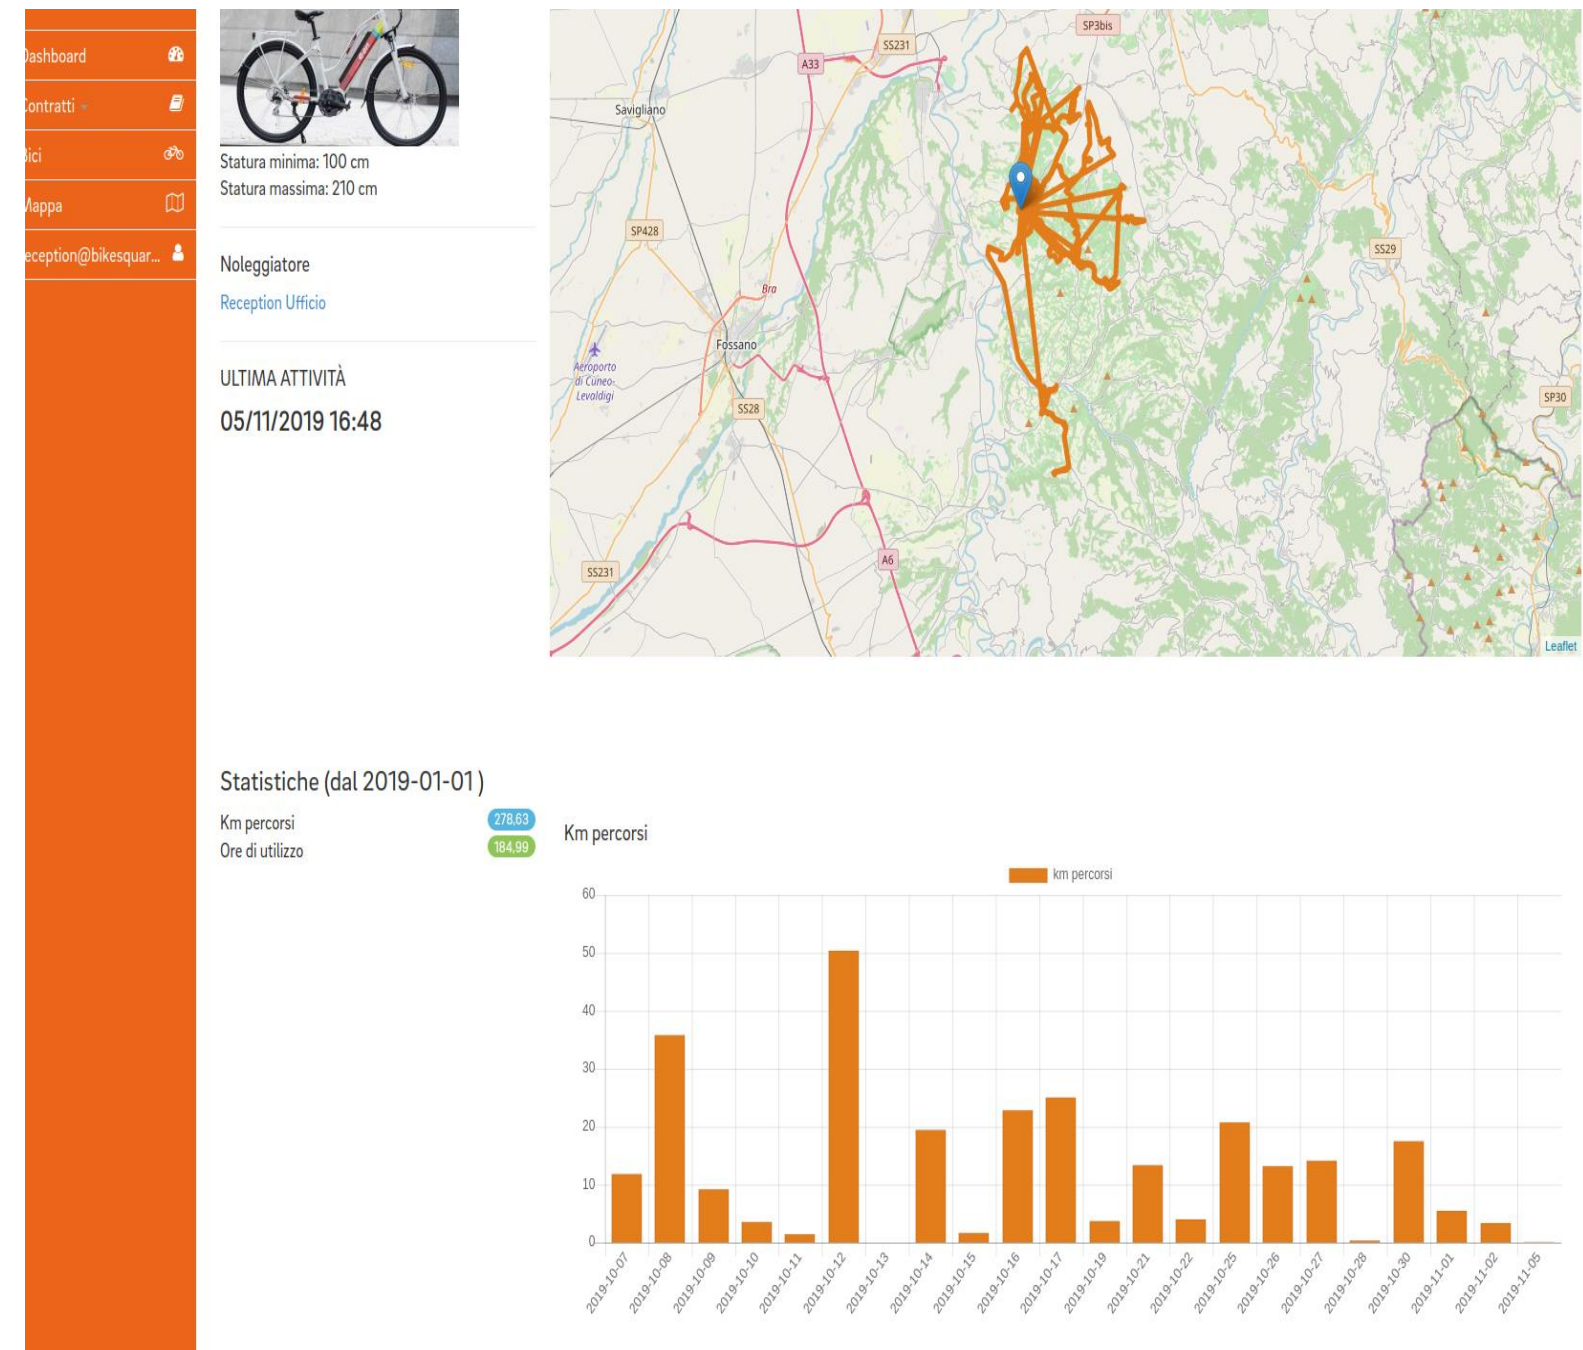 Dashboard
Contratti
Bici
Mappa
reception@bikesquar...
Statura minima: 100 cm
Statura massima: 210 cm
Noleggiatore
Reception Ufficio
ULTIMA ATTIVITÀ
05/11/2019 16:48
SP3bis
SS231
A33
Savigliano
SP428
SS29
Bra
Fossano
Aeroporto
di Cuneo-
Levaldigi
SS28
SP30
A6
SS231
Leaflet
Statistiche (dal 2019-01-01 )
Km percorsi 278,63
Ore di utilizzo 184,99
Km percorsi
km percorsi
60
50
40
30
20
10
0
2019-10-07
2019-10-08
2019-10-09
2019-10-10
2019-10-11
2019-10-12
2019-10-13
2019-10-14
2019-10-15
2019-10-16
2019-10-17
2019-10-19
2019-10-21
2019-10-22
2019-10-25
2019-10-26
2019-10-27
2019-10-28
2019-10-30
2019-11-01
2019-11-02
2019-11-05